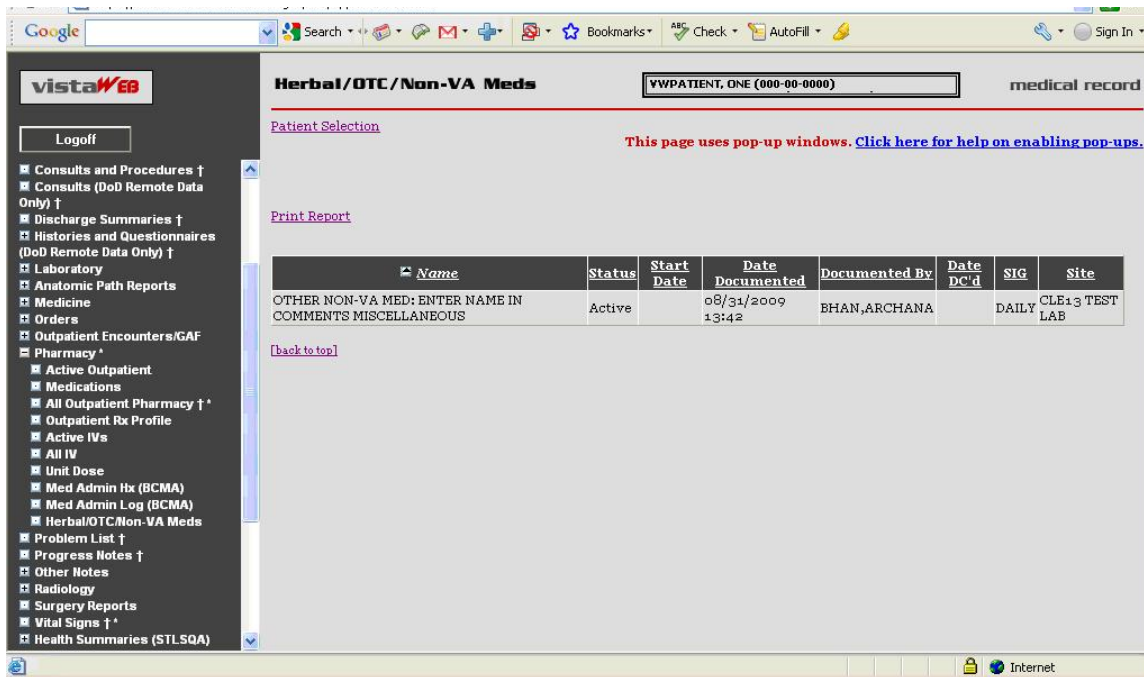 Google
Search
Bookmarks
Check
AutoFill
Sign In
vistaWEB
Herbal/OTC/Non-VA Meds
VWPATIENT, ONE (000-00-0000)
medical record
Logoff
Patient Selection
This page uses pop-up windows. Click here for help on enabling pop-ups.
Consults and Procedures †
Consults (DoD Remote Data
Only) †
Discharge Summaries †
Histories and Questionnaires
(DoD Remote Data Only) †
Laboratory
Anatomic Path Reports
Medicine
Orders
Outpatient Encounters/GAF
Pharmacy *
Active Outpatient
Medications
All Outpatient Pharmacy † *
Outpatient Rx Profile
Active IVs
All IV
Unit Dose
Med Admin Hx (BCMA)
Med Admin Log (BCMA)
Herbal/OTC/Non-VA Meds
Problem List †
Progress Notes †
Other Notes
Radiology
Surgery Reports
Vital Signs † *
Health Summaries (STLSQA)
Print Report
Name Status Start Date Date Documented Documented By Date DC'd SIG Site
OTHER NON-VA MED: ENTER NAME IN
COMMENTS MISCELLANEOUS
Active
08/31/2009
13:42
BHAN,ARCHANA
DAILY
CLE13 TEST
LAB
[back to top]
Internet